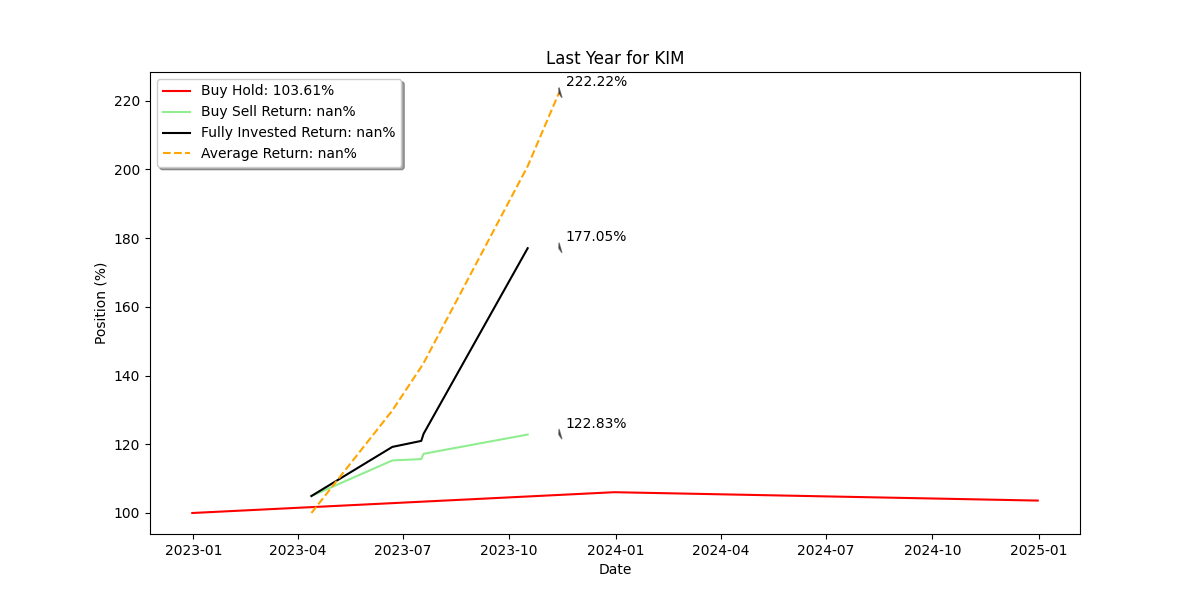 Last Year for KIM
Buy Hold: 103.61%
Buy Sell Return: nan%
Fully Invested Return: nan%
Average Return: nan%
222.22%
177.05%
122.83%
Position (%)
220
200
180
160
140
120
100
2023-01 2023-04 2023-07 2023-10 2024-01 2024-04 2024-07 2024-10 2025-01
Date